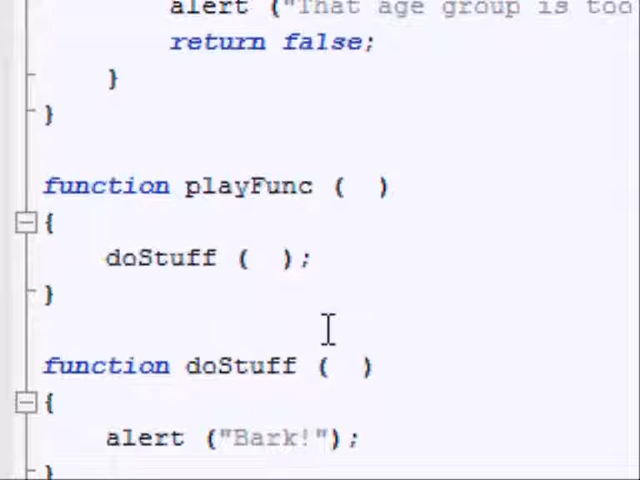 alert ("That age group is too
return false;
}
}
function playFunc (  )
{
doStuff (  );
}
function doStuff (  )
{
alert ("Bark!");
}